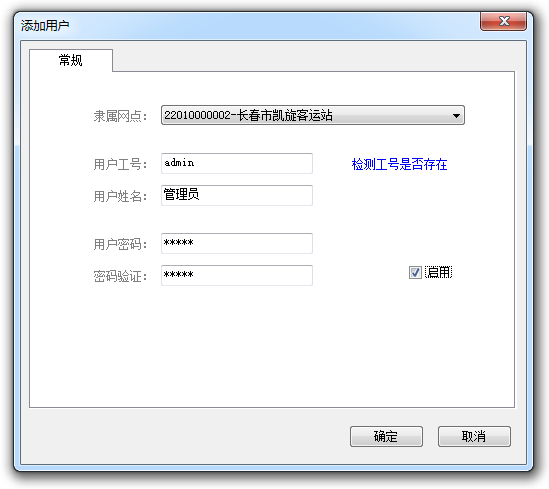 添加用户
常规
隶属网点： 22010000002-长春市凯旋客运站
用户工号： admin 检测工号是否存在
用户姓名： 管理员
用户密码： *****
密码验证： ***** 启用
确定 取消